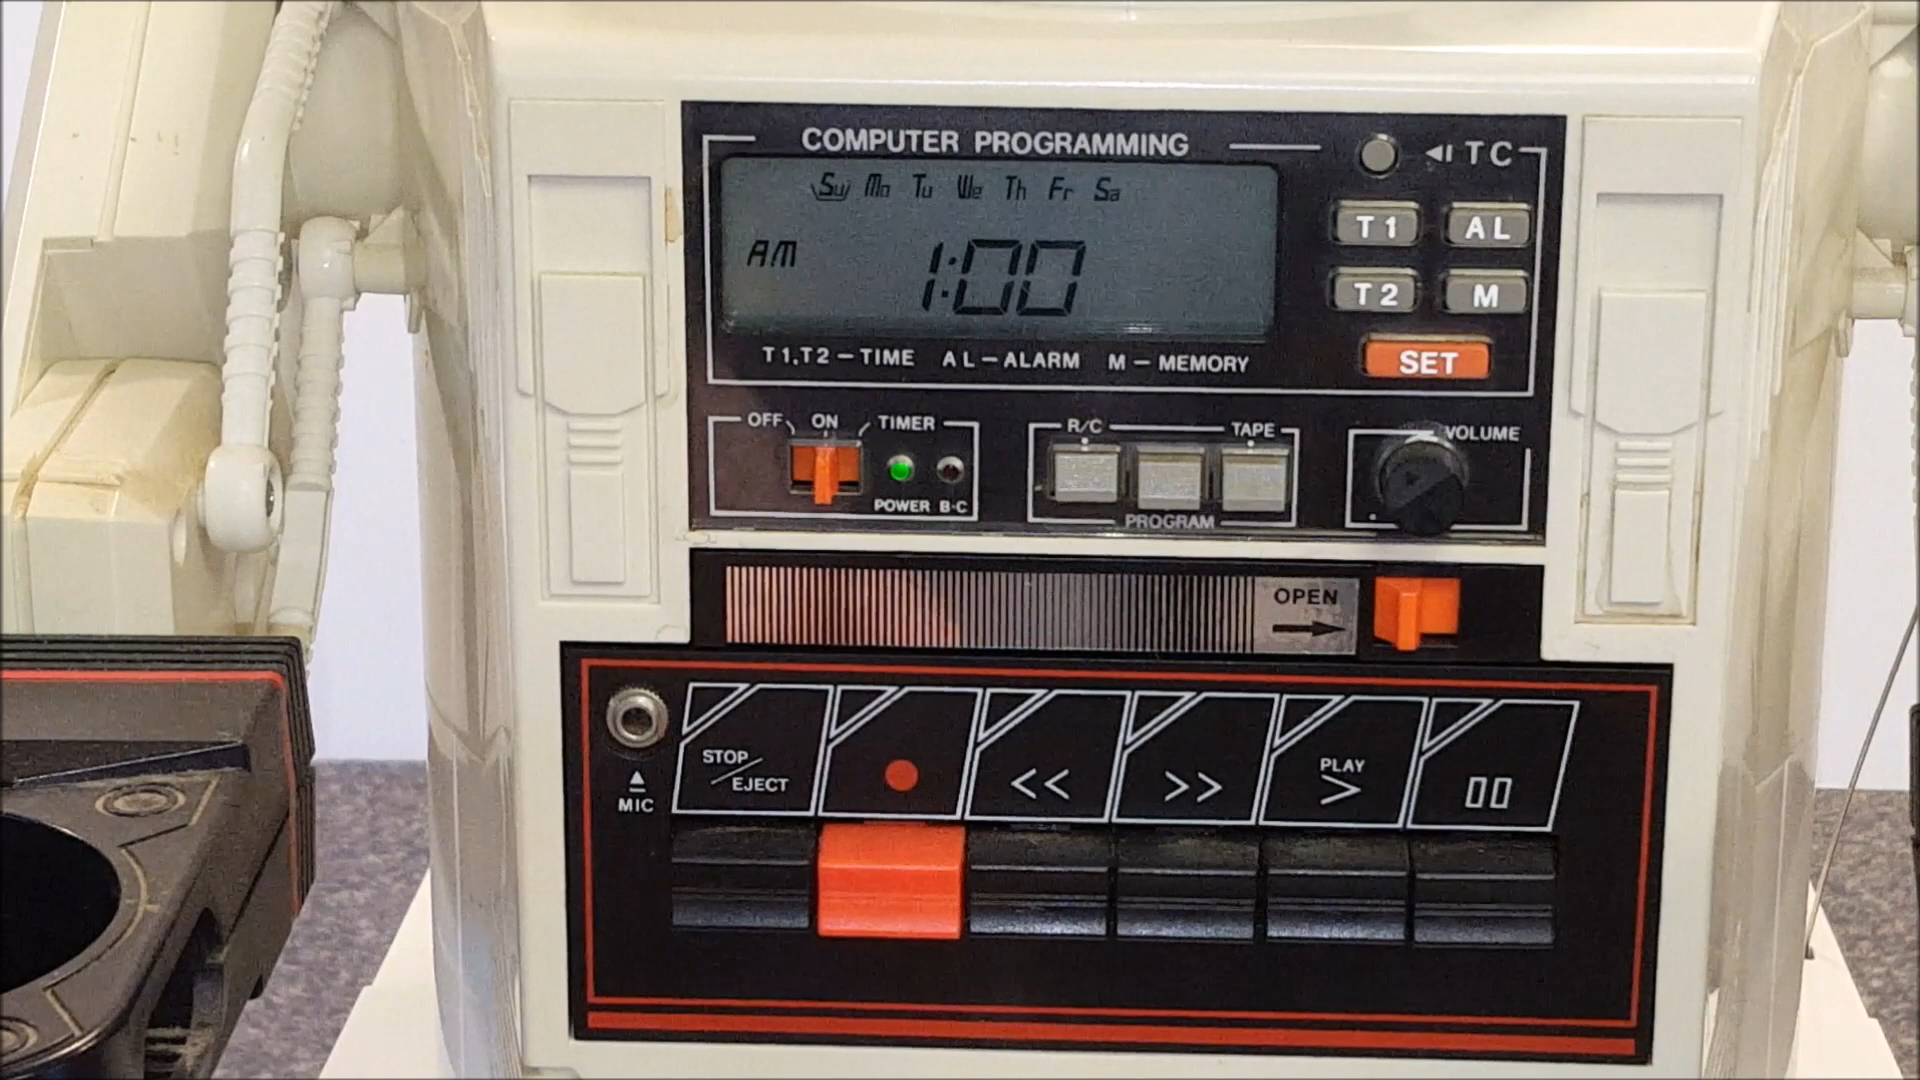 COMPUTER PROGRAMMING
TC
Su Mn Tu We Th Fr Sa
T1 AL
AM 1:00
T2 M
SET
T1,T2-TIME AL-ALARM M-MEMORY
OFF ON TIMER
R/C TAPE
VOLUME
POWER B·C
PROGRAM
OPEN
STOP/EJECT
<< >>
PLAY
>
MIC